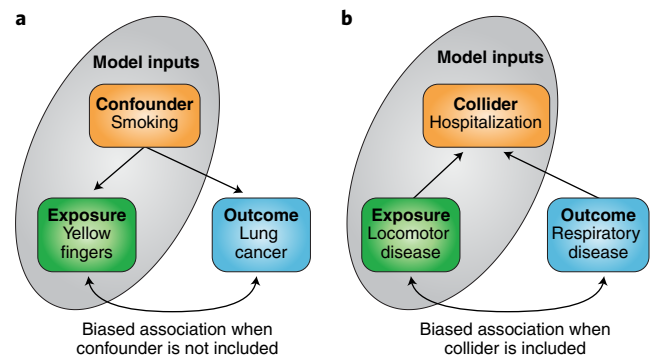 a
Model inputs
Confounder
Smoking
Exposure
Yellow
fingers
Outcome
Lung
cancer
Biased association when
confounder is not included
b
Model inputs
Collider
Hospitalization
Exposure
Locomotor
disease
Outcome
Respiratory
disease
Biased association when
collider is included